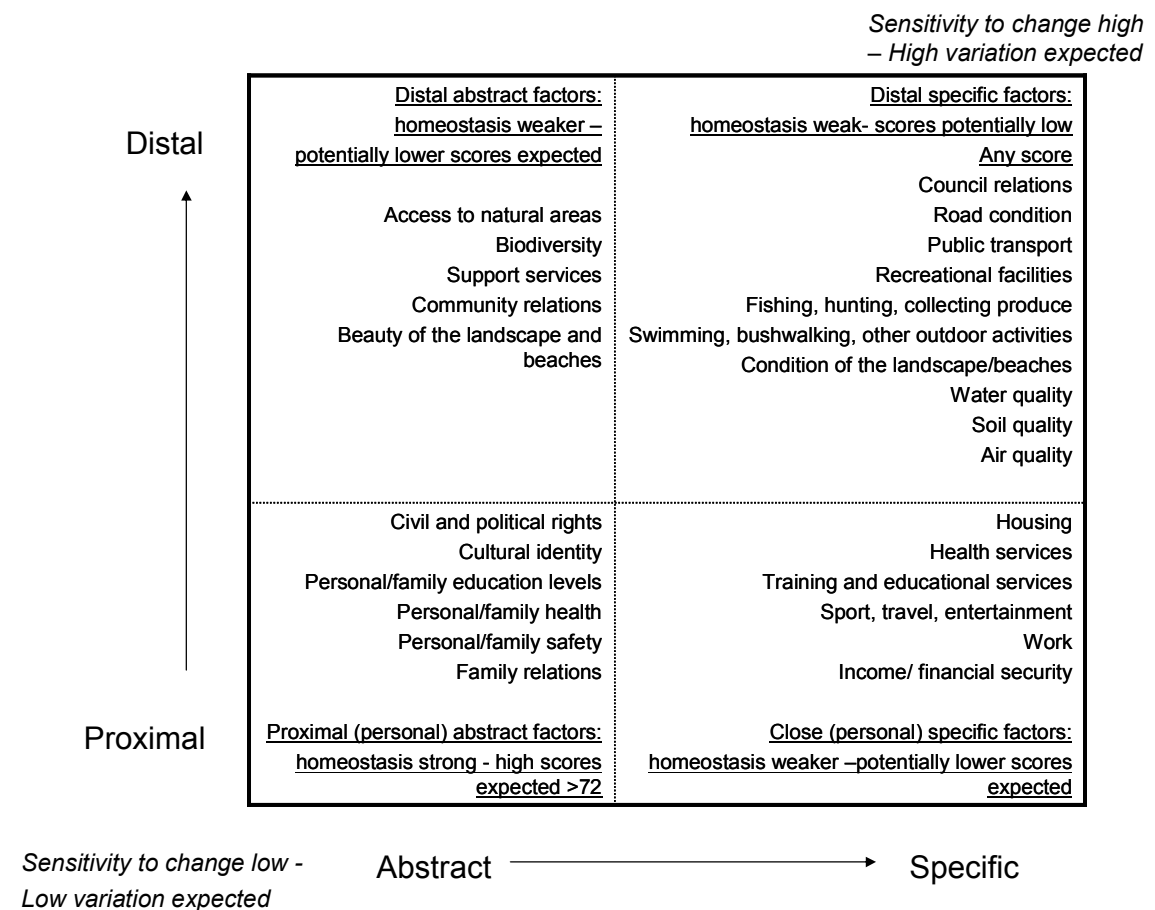 Sensitivity to change high
– High variation expected
Distal
Distal abstract factors:
homeostasis weaker –
potentially lower scores expected
Access to natural areas
Biodiversity
Support services
Community relations
Beauty of the landscape and
beaches
Distal specific factors:
homeostasis weak- scores potentially low
Any score
Council relations
Road condition
Public transport
Recreational facilities
Fishing, hunting, collecting produce
Swimming, bushwalking, other outdoor activities
Condition of the landscape/beaches
Water quality
Soil quality
Air quality
Civil and political rights
Cultural identity
Personal/family education levels
Personal/family health
Personal/family safety
Family relations
Proximal (personal) abstract factors:
homeostasis strong - high scores
expected >72
Housing
Health services
Training and educational services
Sport, travel, entertainment
Work
Income/ financial security
Close (personal) specific factors:
homeostasis weaker –potentially lower scores
expected
Proximal
Sensitivity to change low -
Low variation expected
Abstract
Specific